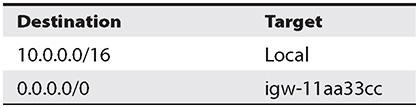 Destination Target
10.0.0.0/16 Local
0.0.0.0/0 igw-11aa33cc